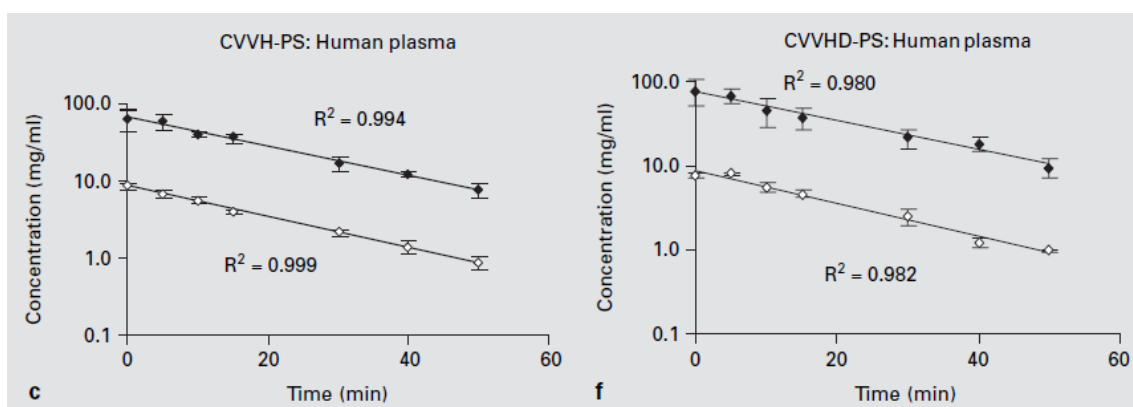 CVVH-PS: Human plasma
Concentration (mg/ml)
100.0
10.0
1.0
0.1
R² = 0.994
R² = 0.999
0 20 40 60
Time (min)
c
CVVHD-PS: Human plasma
Concentration (mg/ml)
100.0
10.0
1.0
0.1
R² = 0.980
R² = 0.982
0 20 40 60
Time (min)
f